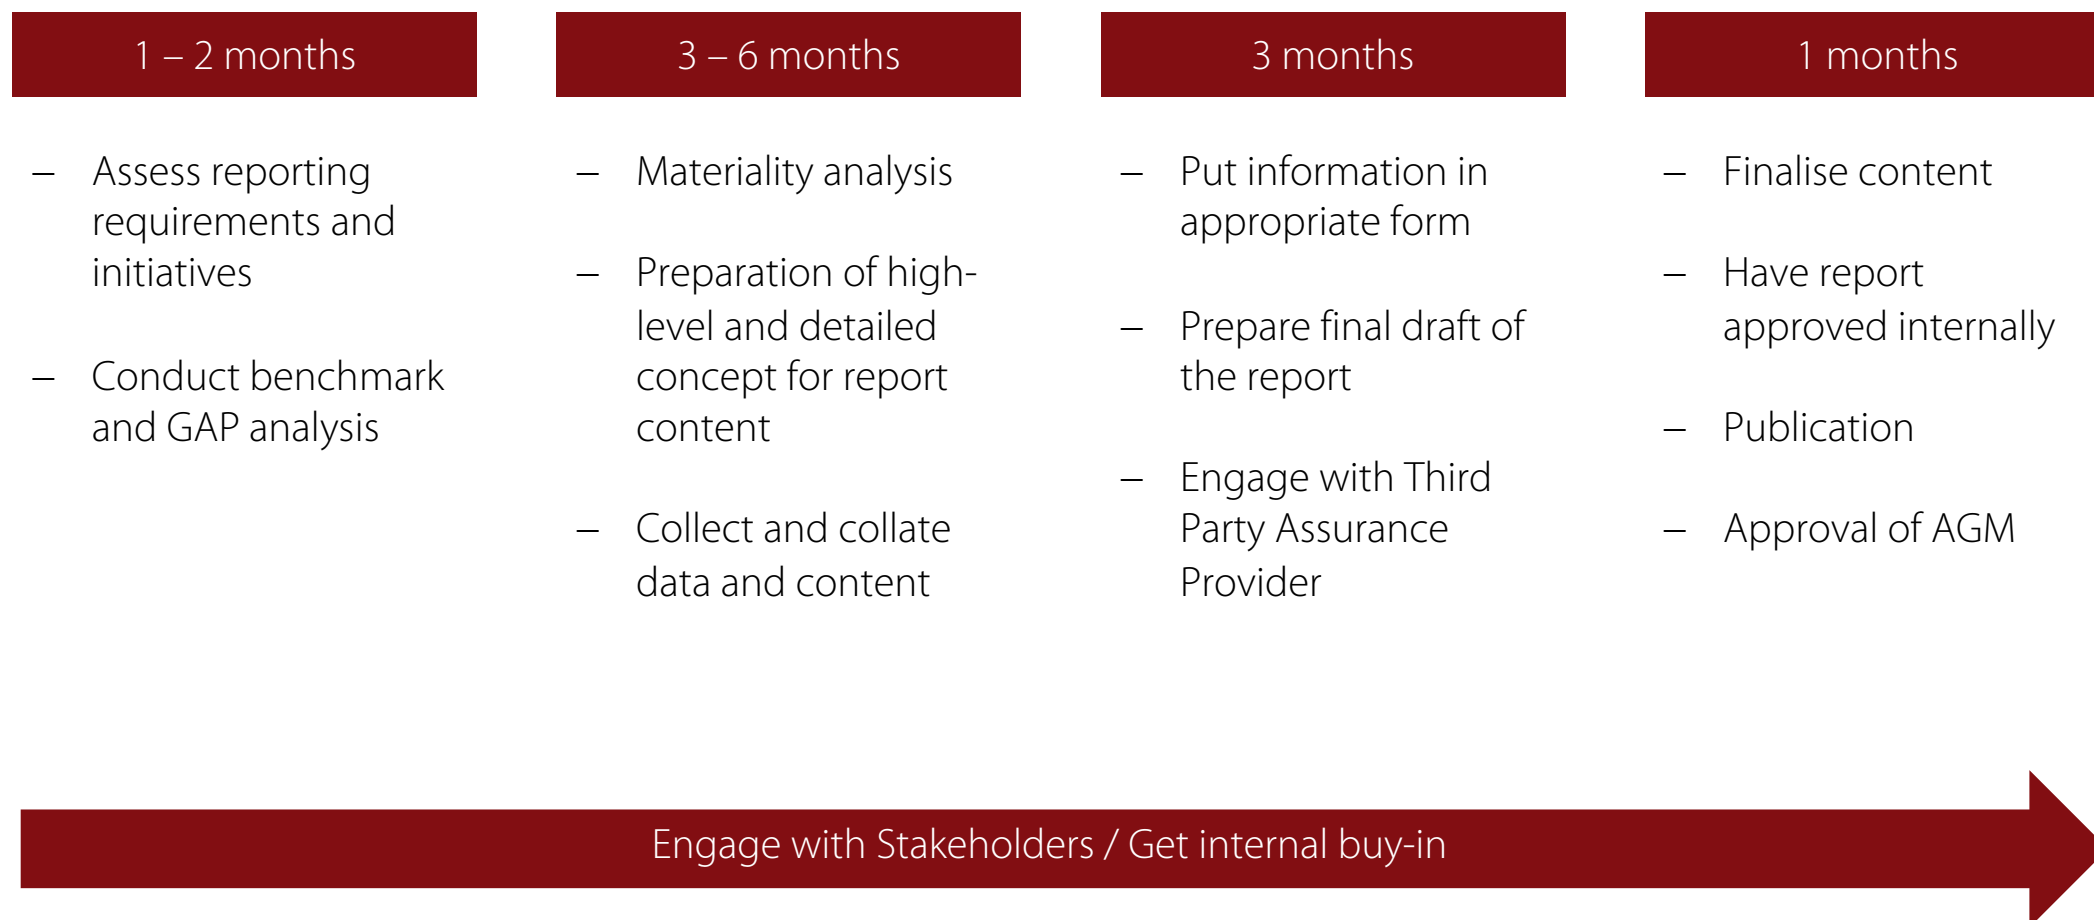 1 – 2 months
– Assess reporting
requirements and
initiatives
– Conduct benchmark
and GAP analysis
3 – 6 months
– Materiality analysis
– Preparation of high-
level and detailed
concept for report
content
– Collect and collate
data and content
3 months
– Put information in
appropriate form
– Prepare final draft of
the report
– Engage with Third
Party Assurance
Provider
1 months
– Finalise content
– Have report
approved internally
– Publication
– Approval of AGM
Engage with Stakeholders / Get internal buy-in